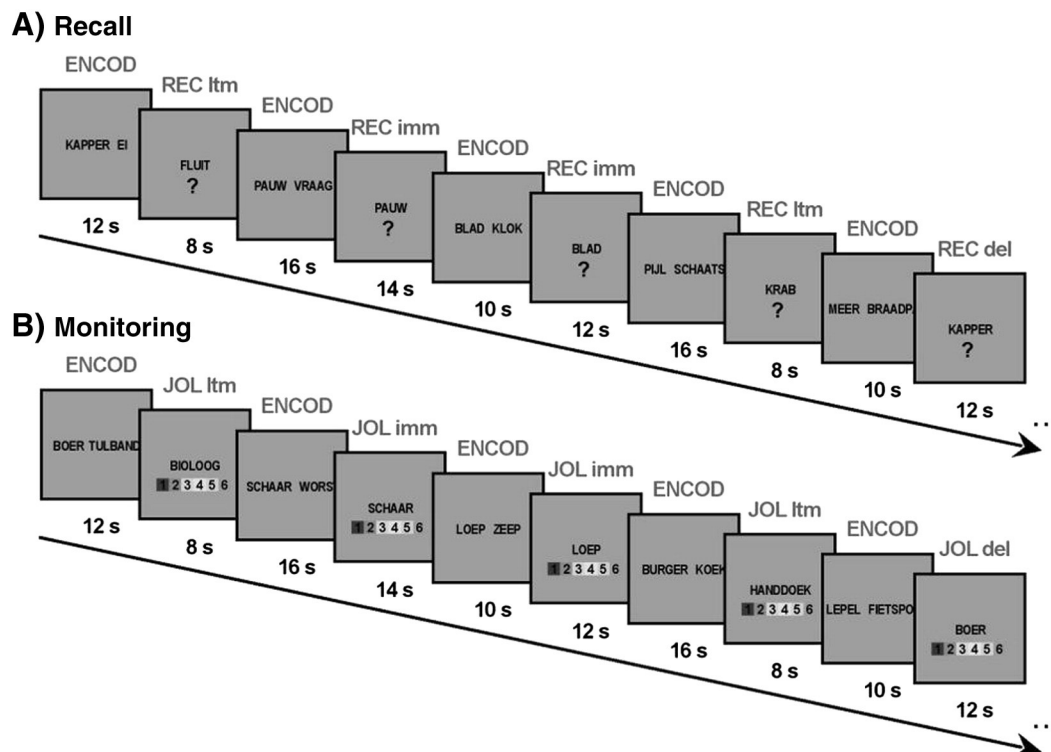 A) Recall
ENCOD
KAPPER EI
12 s
REC ltm
FLUIT
?
8 s
ENCOD
PAUW VRAAG
16 s
REC imm
PAUW
?
14 s
ENCOD
BLAD KLOK
10 s
REC imm
BLAD
?
12 s
ENCOD
PIJL SCHAATS
16 s
REC ltm
KRAB
?
8 s
ENCOD
MEER BRAADP
10 s
REC del
KAPPER
?
12 s
..
B) Monitoring
ENCOD
BOER TULBAND
12 s
JOL ltm
BIOLOOG
1 2 3 4 5 6
8 s
ENCOD
SCHAAR WORS
16 s
JOL imm
SCHAAR
1 2 3 4 5 6
14 s
ENCOD
LOEP ZEEP
10 s
JOL imm
LOEP
1 2 3 4 5 6
12 s
ENCOD
BURGER KOEK
16 s
JOL ltm
HANDDOEK
1 2 3 4 5 6
8 s
ENCOD
LEPEL FIETSPO
10 s
JOL del
BOER
1 2 3 4 5 6
12 s
..